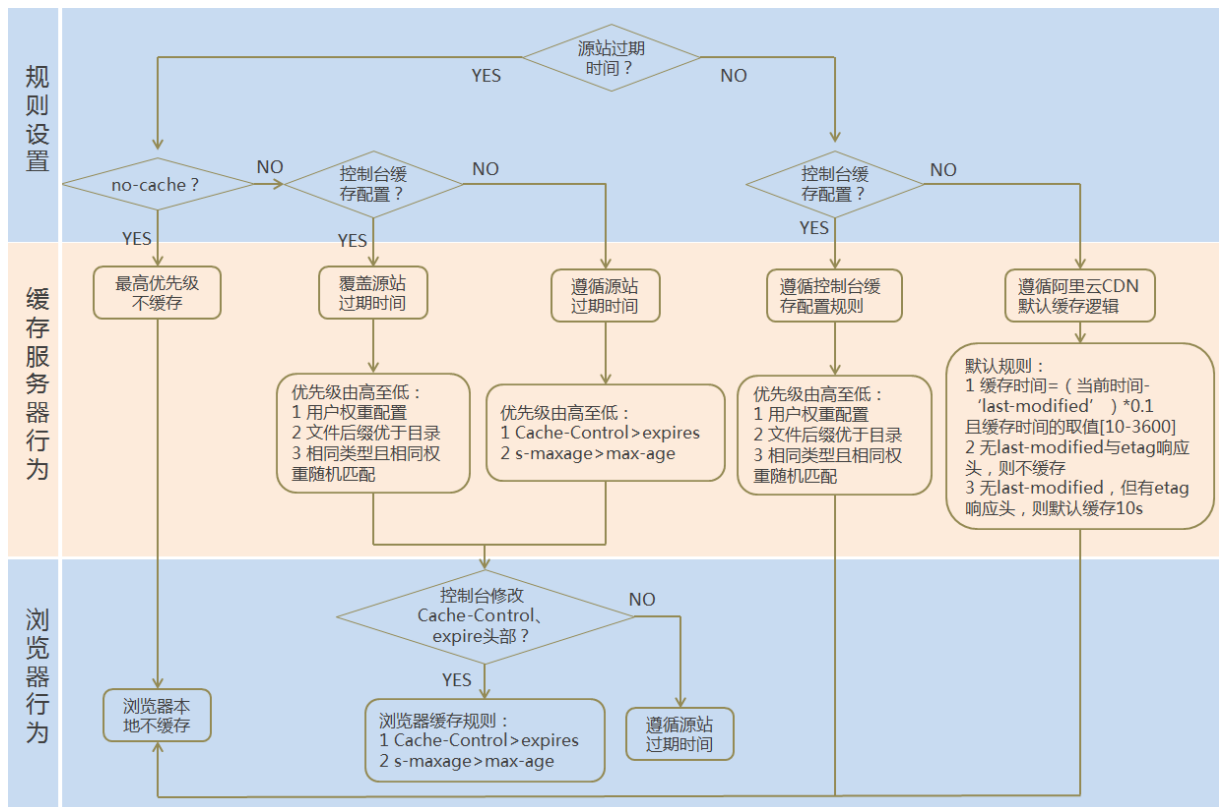 规则设置
源站过期
时间？
YES
NO
no-cache？
NO
控制台缓
存配置？
NO
控制台缓
存配置？
NO
YES
YES
YES
缓存服务器行为
最高优先级
不缓存
覆盖源站
过期时间
遵循源站
过期时间
遵循控制台缓
存配置规则
遵循阿里云CDN
默认缓存逻辑
优先级由高至低：
1 用户权重配置
2 文件后缀优于目录
3 相同类型且相同权
重随机匹配
优先级由高至低：
1 Cache-Control>expires
2 s-maxage>max-age
优先级由高至低：
1 用户权重配置
2 文件后缀优于目录
3 相同类型且相同权
重随机匹配
默认规则：
1 缓存时间=（当前时间-
‘last-modified’）*0.1
且缓存时间的取值[10-3600]
2 无last-modified与etag响应
头，则不缓存
3 无last-modified，但有etag
响应头，则默认缓存10s
浏览器行为
控制台修改
Cache-Control、
expire头部？
NO
YES
浏览器本
地不缓存
浏览器缓存规则：
1 Cache-Control>expires
2 s-maxage>max-age
遵循源站
过期时间